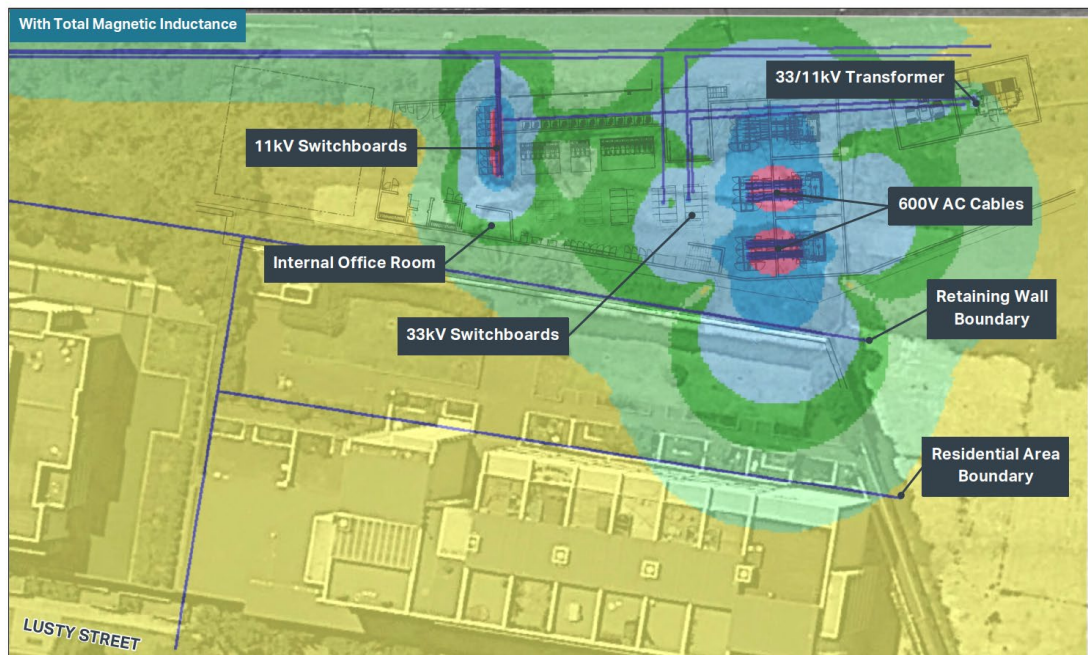 With Total Magnetic Inductance
33/11kV Transformer
11kV Switchboards
600V AC Cables
Internal Office Room
Retaining Wall
Boundary
33kV Switchboards
Residential Area
Boundary
LUSTY STREET